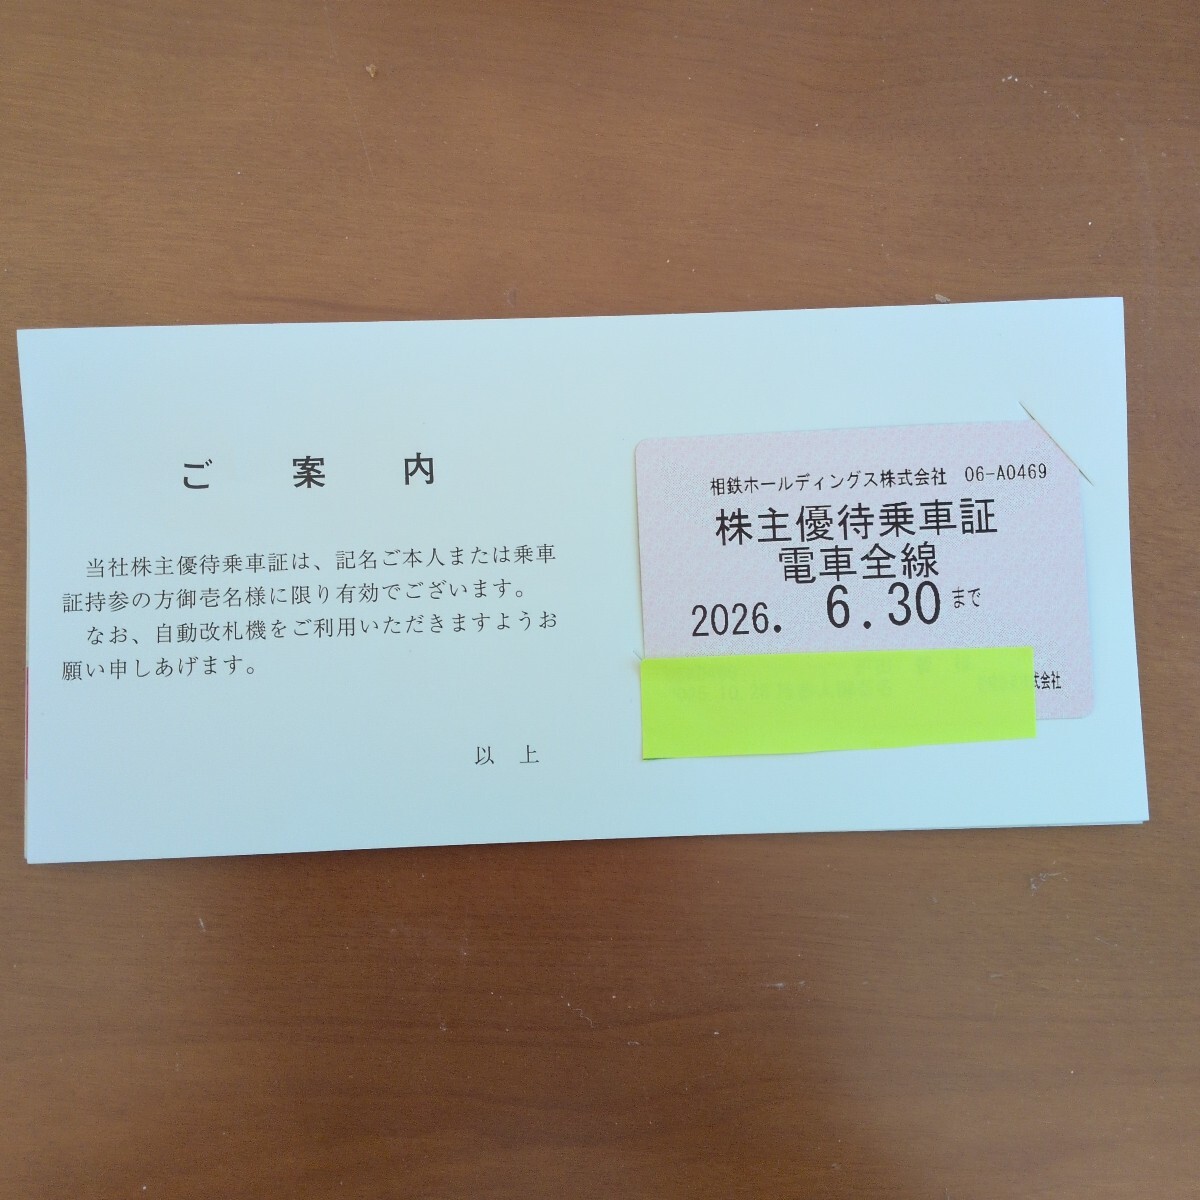 ご案内
当社株主優待乗車証は、記名ご本人または乗車
証持参の方御壱名様に限り有効でございます。
なお、自動改札機をご利用いただきますようお
願い申しあげます。
以上
相鉄ホールディングス株式会社 06-A0469
株主優待乗車証
電車全線
2026. 6.30まで
式会社